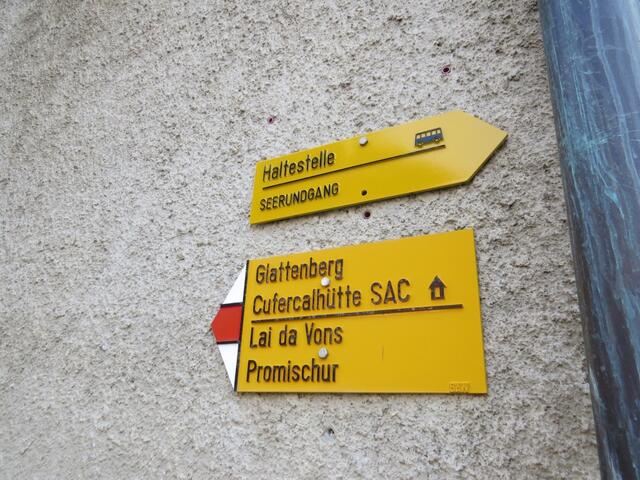 Haltestelle
SEERUNDGANG
Glattenberg
Cufercalhütte SAC
Lai da Vons
Promischur